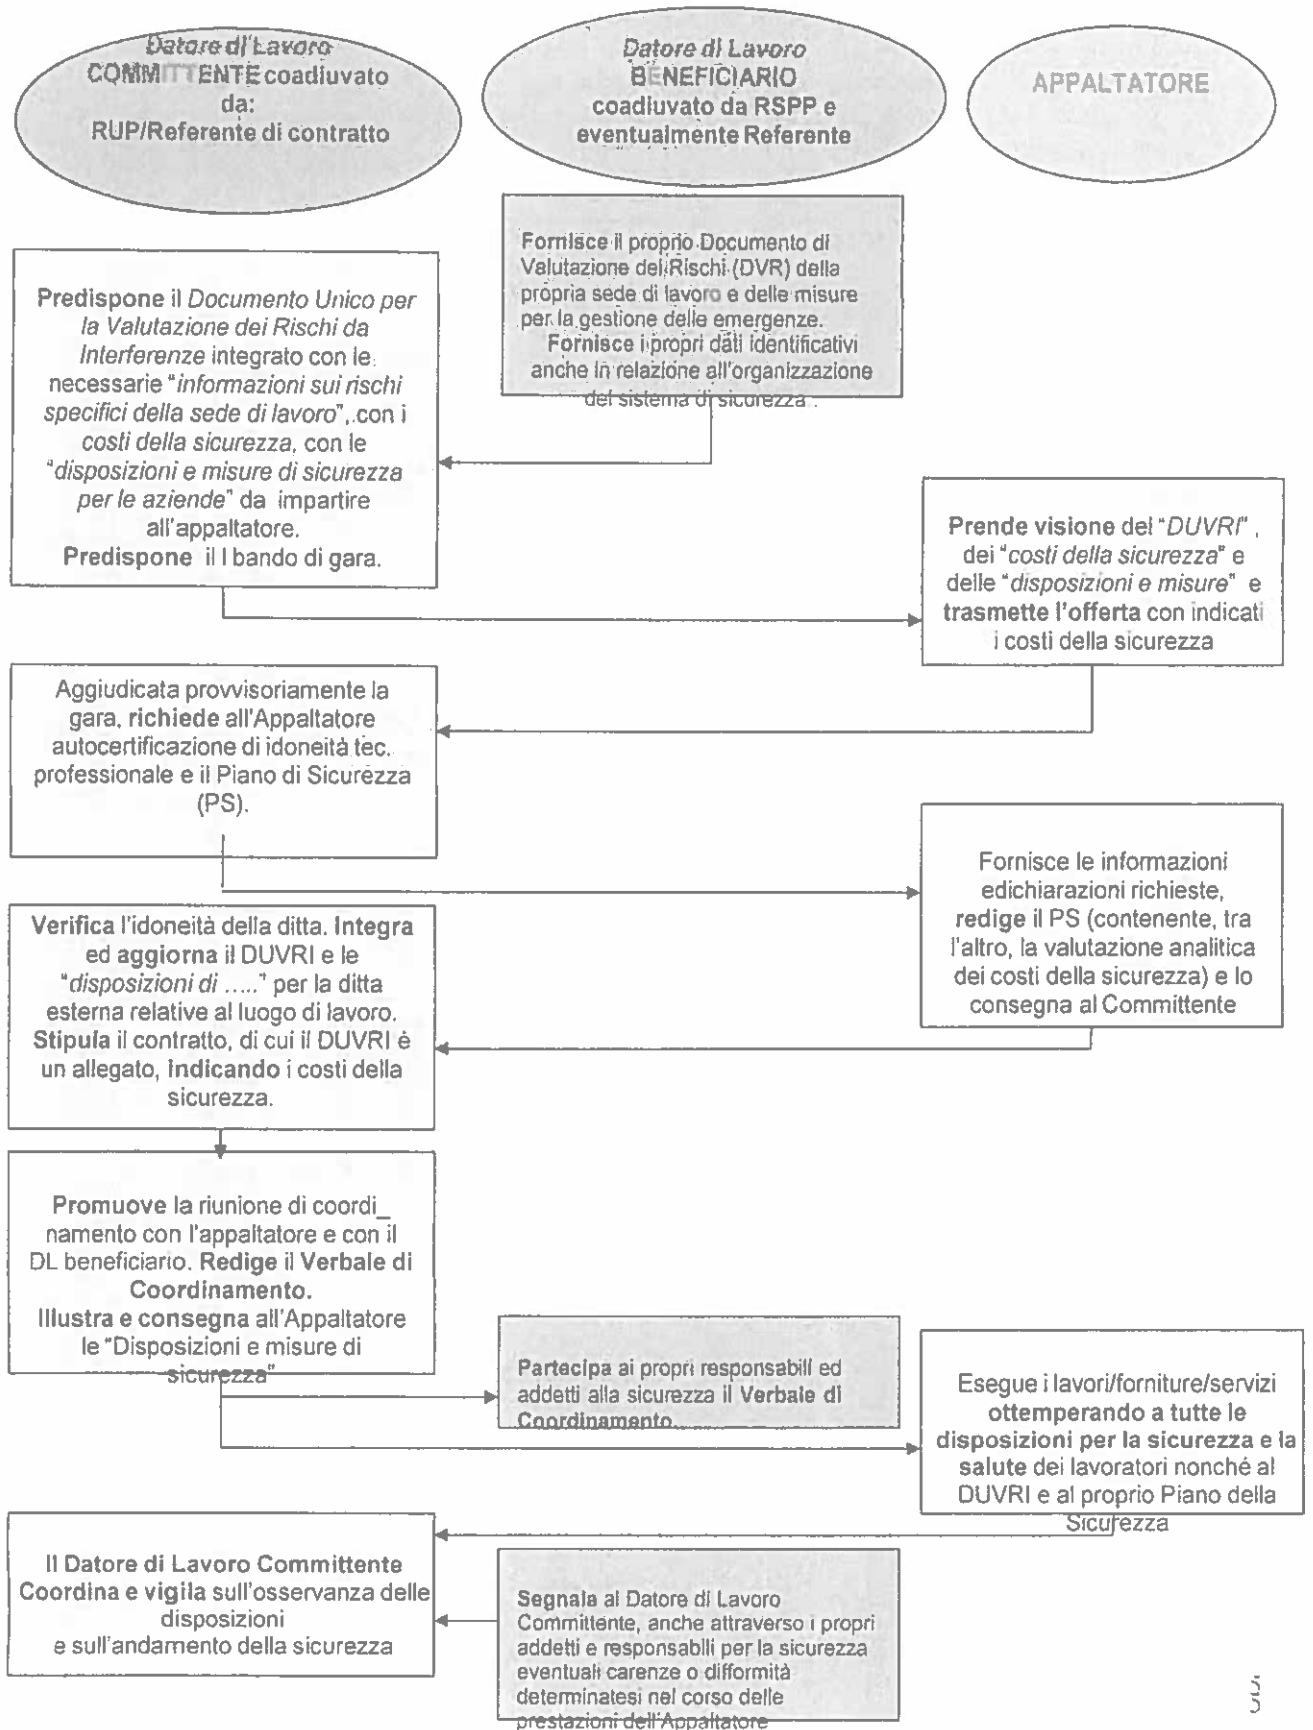 Datore di Lavoro
COMMITTENTE coadiuvato
da:
RUP/Referente di contratto
Datore di Lavoro
BENEFICIARIO
coadiuvato da RSPP e
eventualmente Referente
APPALTATORE
Fornisce il proprio Documento di
Valutazione dei Rischi (DVR) della
propria sede di lavoro e delle misure
per la gestione delle emergenze.
Fornisce i propri dati identificativi
anche in relazione all'organizzazione
del sistema di sicurezza .
Predispone il Documento Unico per
la Valutazione dei Rischi da
Interferenze integrato con le
necessarie "informazioni sui rischi
specifici della sede di lavoro", con i
costi della sicurezza, con le
"disposizioni e misure di sicurezza
per le aziende" da impartire
all'appaltatore.
Predispone il l bando di gara.
Prende visione del "DUVRI" ,
dei "costi della sicurezza" e
delle "disposizioni e misure" e
trasmette l'offerta con indicati
i costi della sicurezza
Aggiudicata provvisoriamente la
gara, richiede all'Appaltatore
autocertificazione di idoneità tec.
professionale e il Piano di Sicurezza
(PS).
Fornisce le informazioni
edichiarazioni richieste,
redige il PS (contenente, tra
l'altro, la valutazione analitica
dei costi della sicurezza) e lo
consegna al Committente
Verifica l'idoneità della ditta. Integra
ed aggiorna il DUVRI e le
"disposizioni di ....." per la ditta
esterna relative al luogo di lavoro.
Stipula il contratto, di cui il DUVRI è
un allegato, indicando i costi della
sicurezza.
Promuove la riunione di coordi_
namento con l'appaltatore e con il
DL beneficiario. Redige il Verbale di
Coordinamento.
Illustra e consegna all'Appaltatore
le "Disposizioni e misure di
sicurezza"
Partecipa ai propri responsabili ed
addetti alla sicurezza il Verbale di
Coordinamento.
Esegue i lavori/forniture/servizi
ottemperando a tutte le
disposizioni per la sicurezza e la
salute dei lavoratori nonché al
DUVRI e al proprio Piano della
Sicurezza
Il Datore di Lavoro Committente
Coordina e vigila sull'osservanza delle
disposizioni
e sull'andamento della sicurezza
Segnala al Datore di Lavoro
Committente, anche attraverso i propri
addetti e responsabili per la sicurezza
eventuali carenze o difformità
determinatesi nel corso delle
prestazioni dell'Appaltatore
5
5